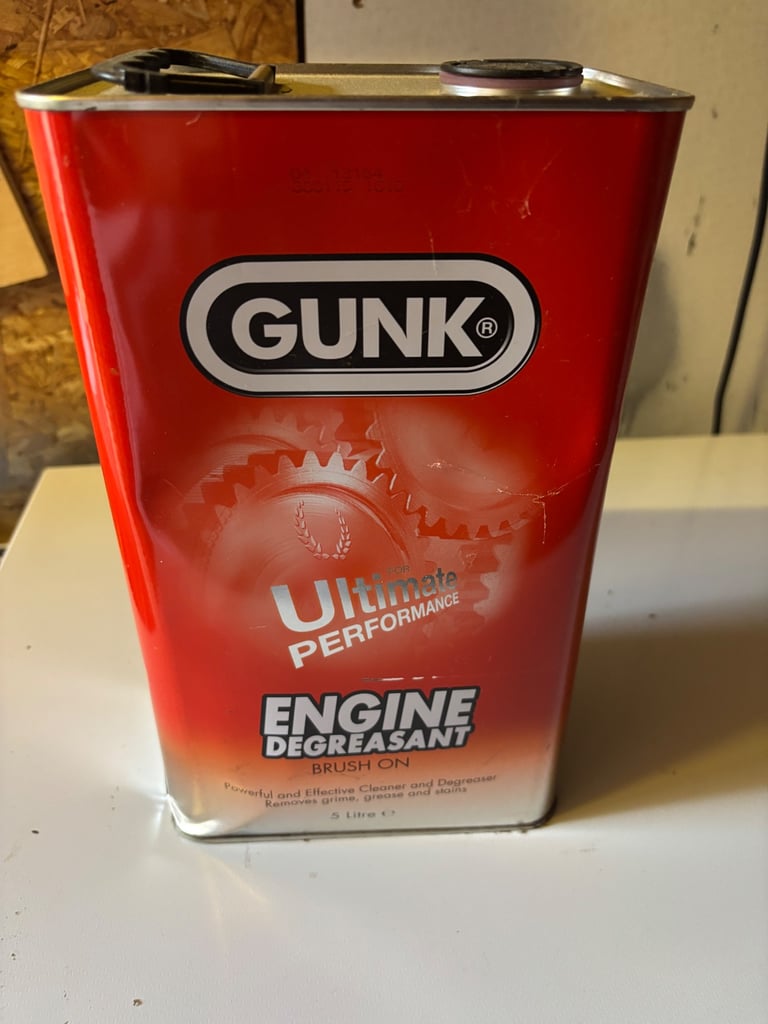 GUNK®
FOR
Ultimate
PERFORMANCE
ENGINE
DEGREASANT
BRUSH ON
Powerful and Effective Cleaner and Degreaser
Removes grime, grease and stains
5 Litre ℮